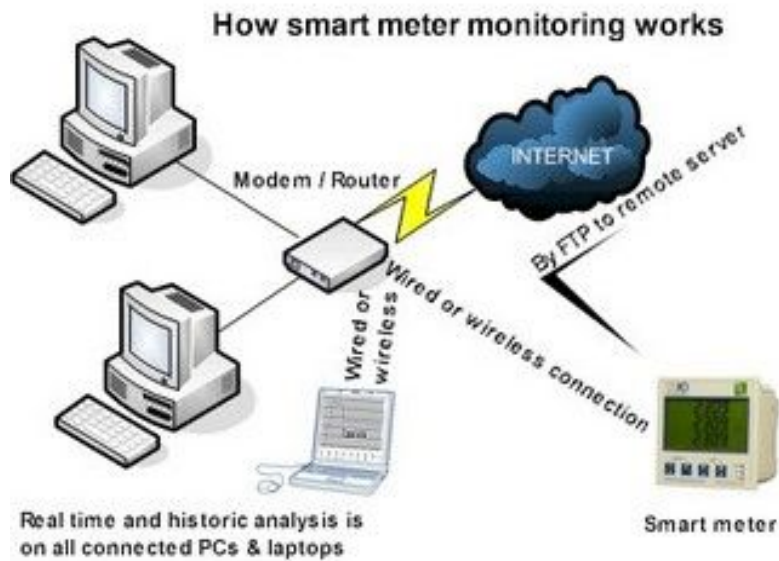 How smart meter monitoring works
INTERNET
Modem / Router
By FTP to remote server
Wired or
wireless
Wired or wireless connection
Real time and historic analysis is
on all connected PCs & laptops
Smart meter